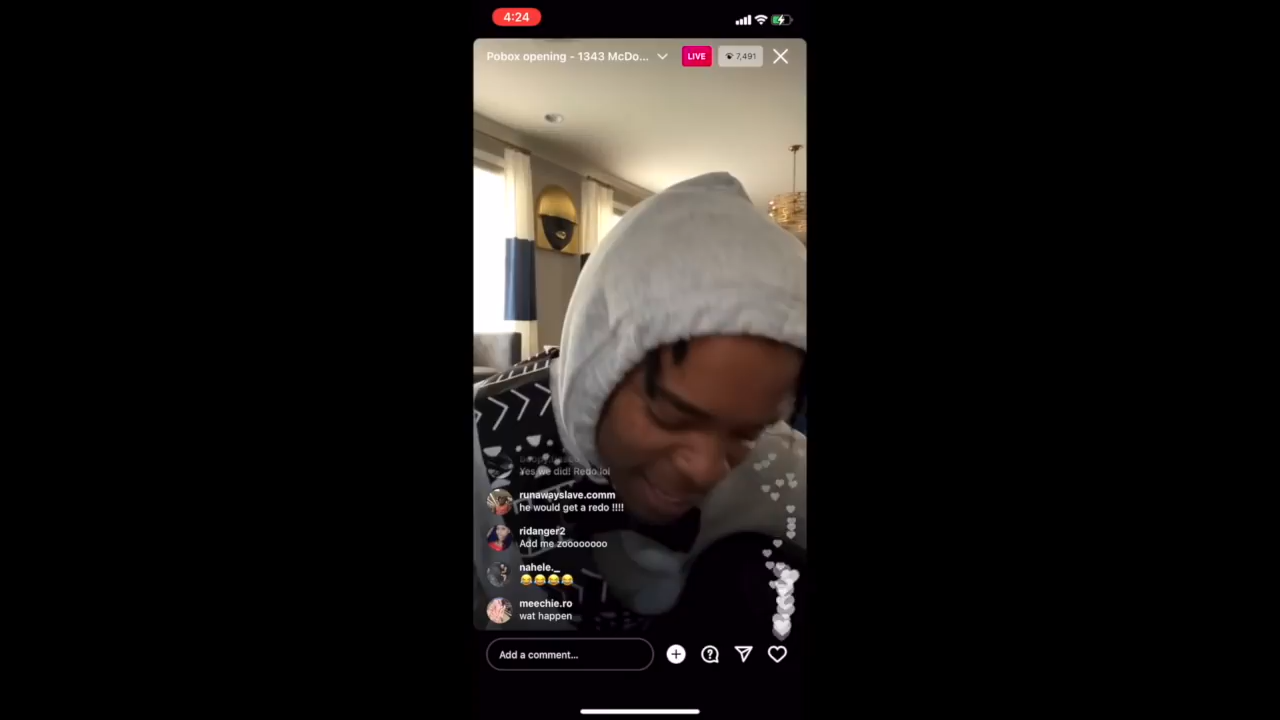 4:24
Pobox opening - 1343 McDo...
LIVE
7,491
Yes we did! Redo lol
runawayslave.comm
he would get a redo !!!!
ridanger2
Add me zoooooooo
nahele._
😂😂😂😂
meechie.ro
wat happen
Add a comment...